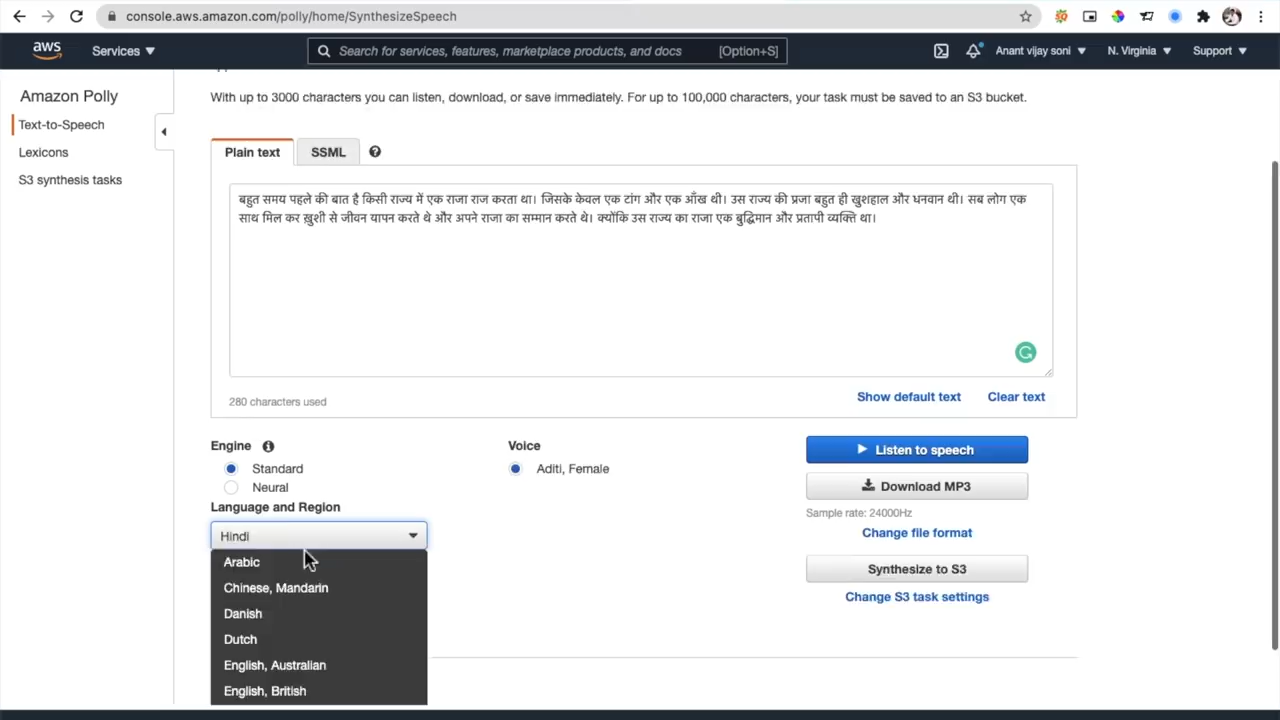 console.aws.amazon.com/polly/home/SynthesizeSpeech
aws Services Search for services, features, marketplace products, and docs [Option+S] Anant vijay soni N. Virginia Support
Amazon Polly
Text-to-Speech
Lexicons
S3 synthesis tasks
With up to 3000 characters you can listen, download, or save immediately. For up to 100,000 characters, your task must be saved to an S3 bucket.
Plain text SSML
बहुत समय पहले की बात है किसी राज्य में एक राजा राज करता था। जिसके केवल एक टांग और एक आँख थी। उस राज्य की प्रजा बहुत ही खुशहाल और धनवान थी। सब लोग एक
साथ मिल कर ख़ुशी से जीवन यापन करते थे और अपने राजा का सम्मान करते थे। क्योंकि उस राज्य का राजा एक बुद्धिमान और प्रतापी व्यक्ति था।
280 characters used
Show default text Clear text
Engine
Standard
Neural
Voice
Aditi, Female
Language and Region
Hindi
Arabic
Chinese, Mandarin
Danish
Dutch
English, Australian
English, British
Listen to speech
Download MP3
Sample rate: 24000Hz
Change file format
Synthesize to S3
Change S3 task settings